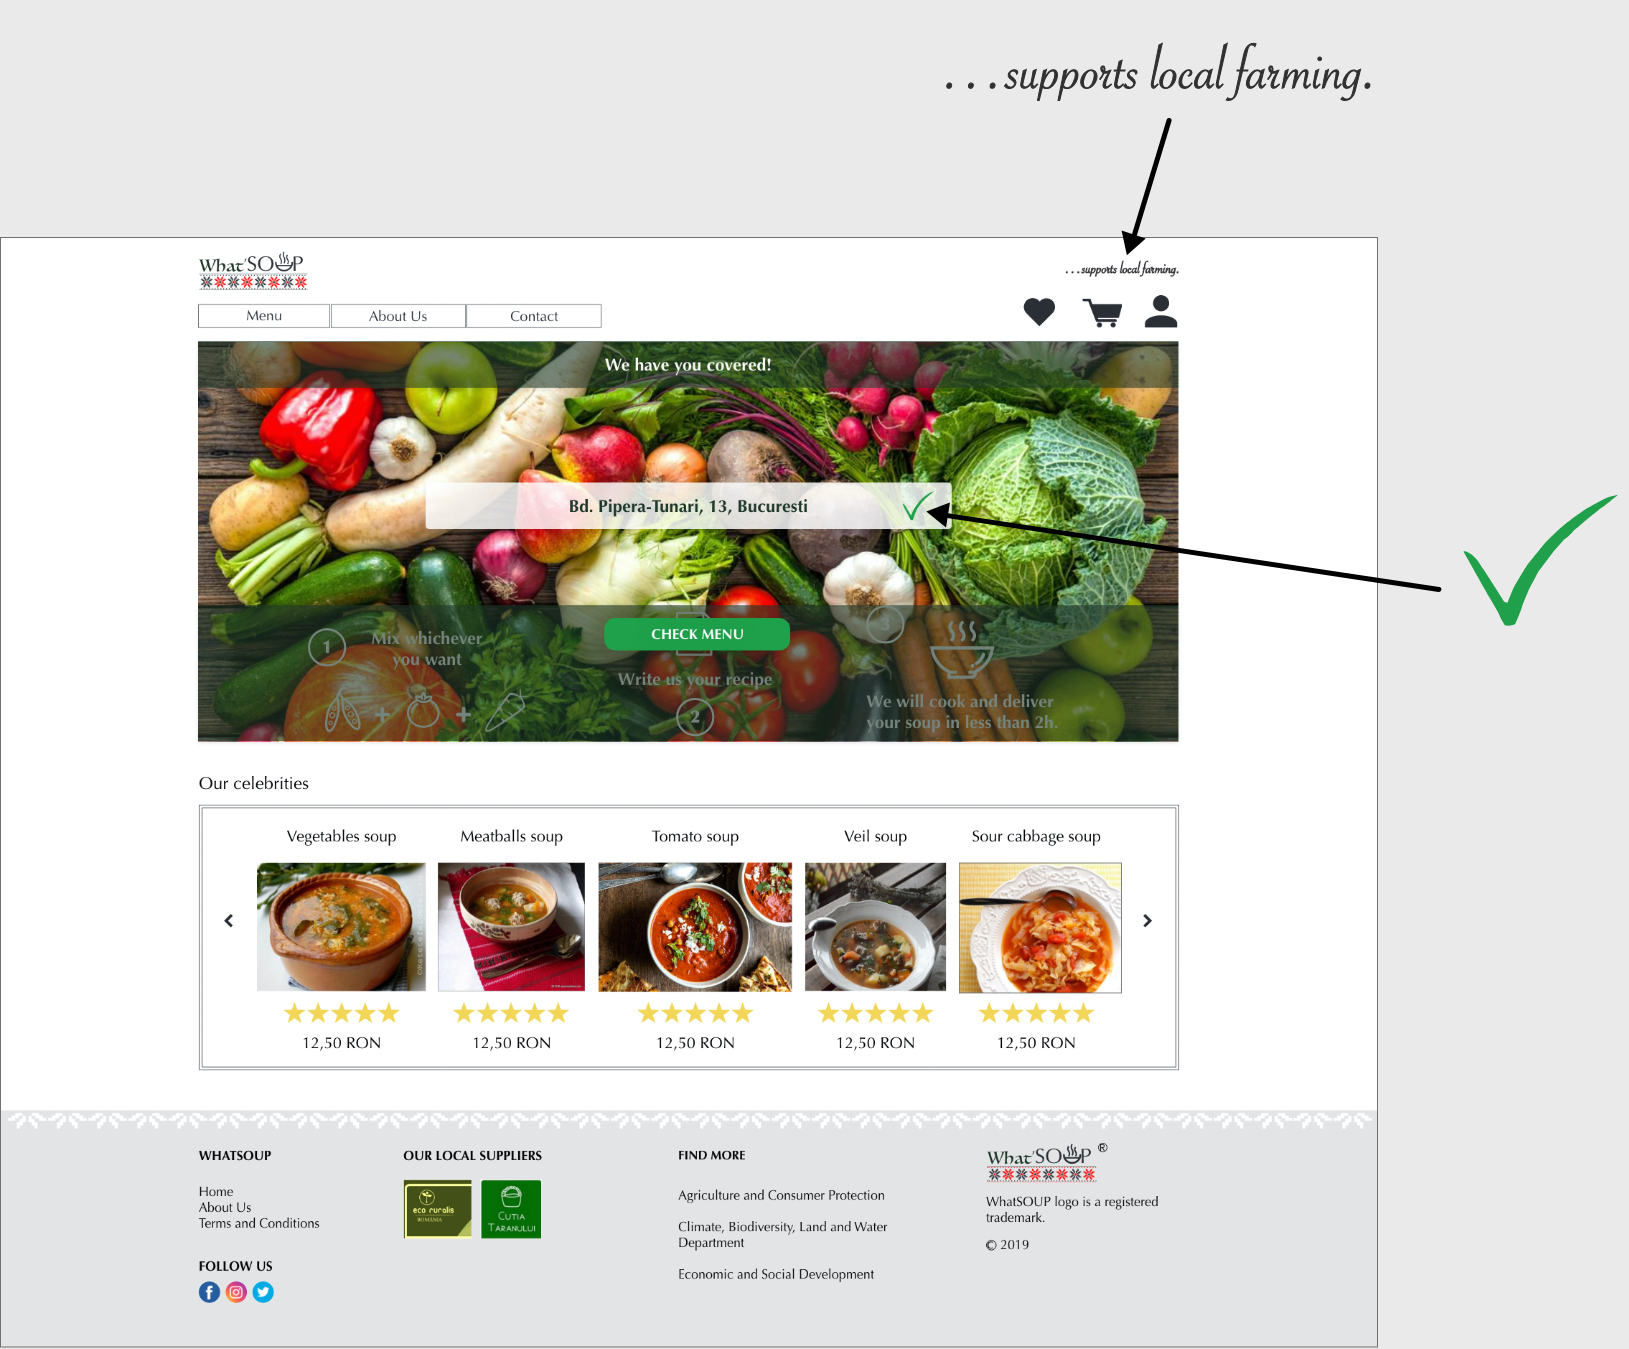 ...supports local farming.
What'SOUP
...supports local farming.
Menu
About Us
Contact
We have you covered!
Bd. Pipera-Tunari, 13, Bucuresti
CHECK MENU
1
Mix whichever
you want
+ +
Write us your recipe
2
3
We will cook and deliver
your soup in less than 2h.
Our celebrities
Vegetables soup
Meatballs soup
Tomato soup
Veil soup
Sour cabbage soup
12,50 RON
12,50 RON
12,50 RON
12,50 RON
12,50 RON
WHATSOUP
Home
About Us
Terms and Conditions
FOLLOW US
OUR LOCAL SUPPLIERS
eco ruralis
ROMANIA
CUTIA
TARANULUI
FIND MORE
Agriculture and Consumer Protection
Climate, Biodiversity, Land and Water
Department
Economic and Social Development
What'SOUP ®
WhatSOUP logo is a registered
trademark.
© 2019